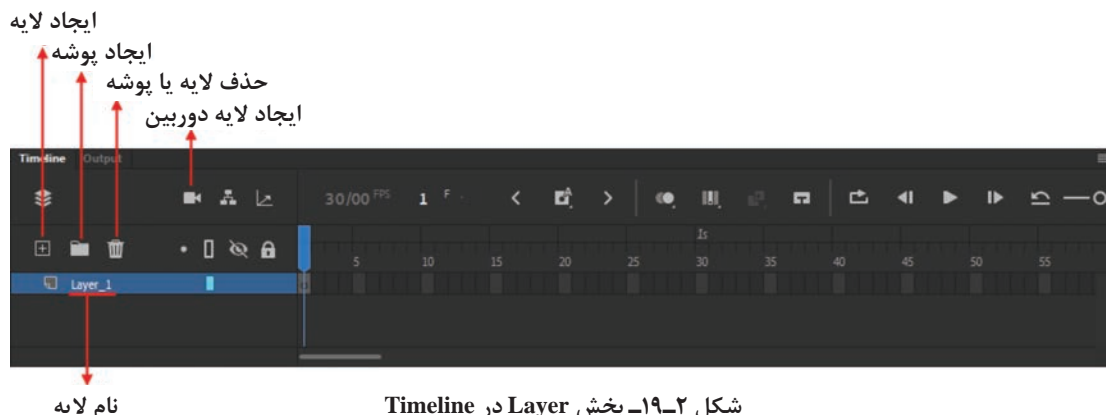 ایجاد لایه
ایجاد پوشه
حذف لایه یا پوشه
ایجاد لایه دوربین
Timeline Output
30/00 FPS 1 F
1s
5 10 15 20 25 30 35 40 45 50 55
Layer_1
نام لایه
شکل ۲ــ۱۹ــ بخش Layer در Timeline